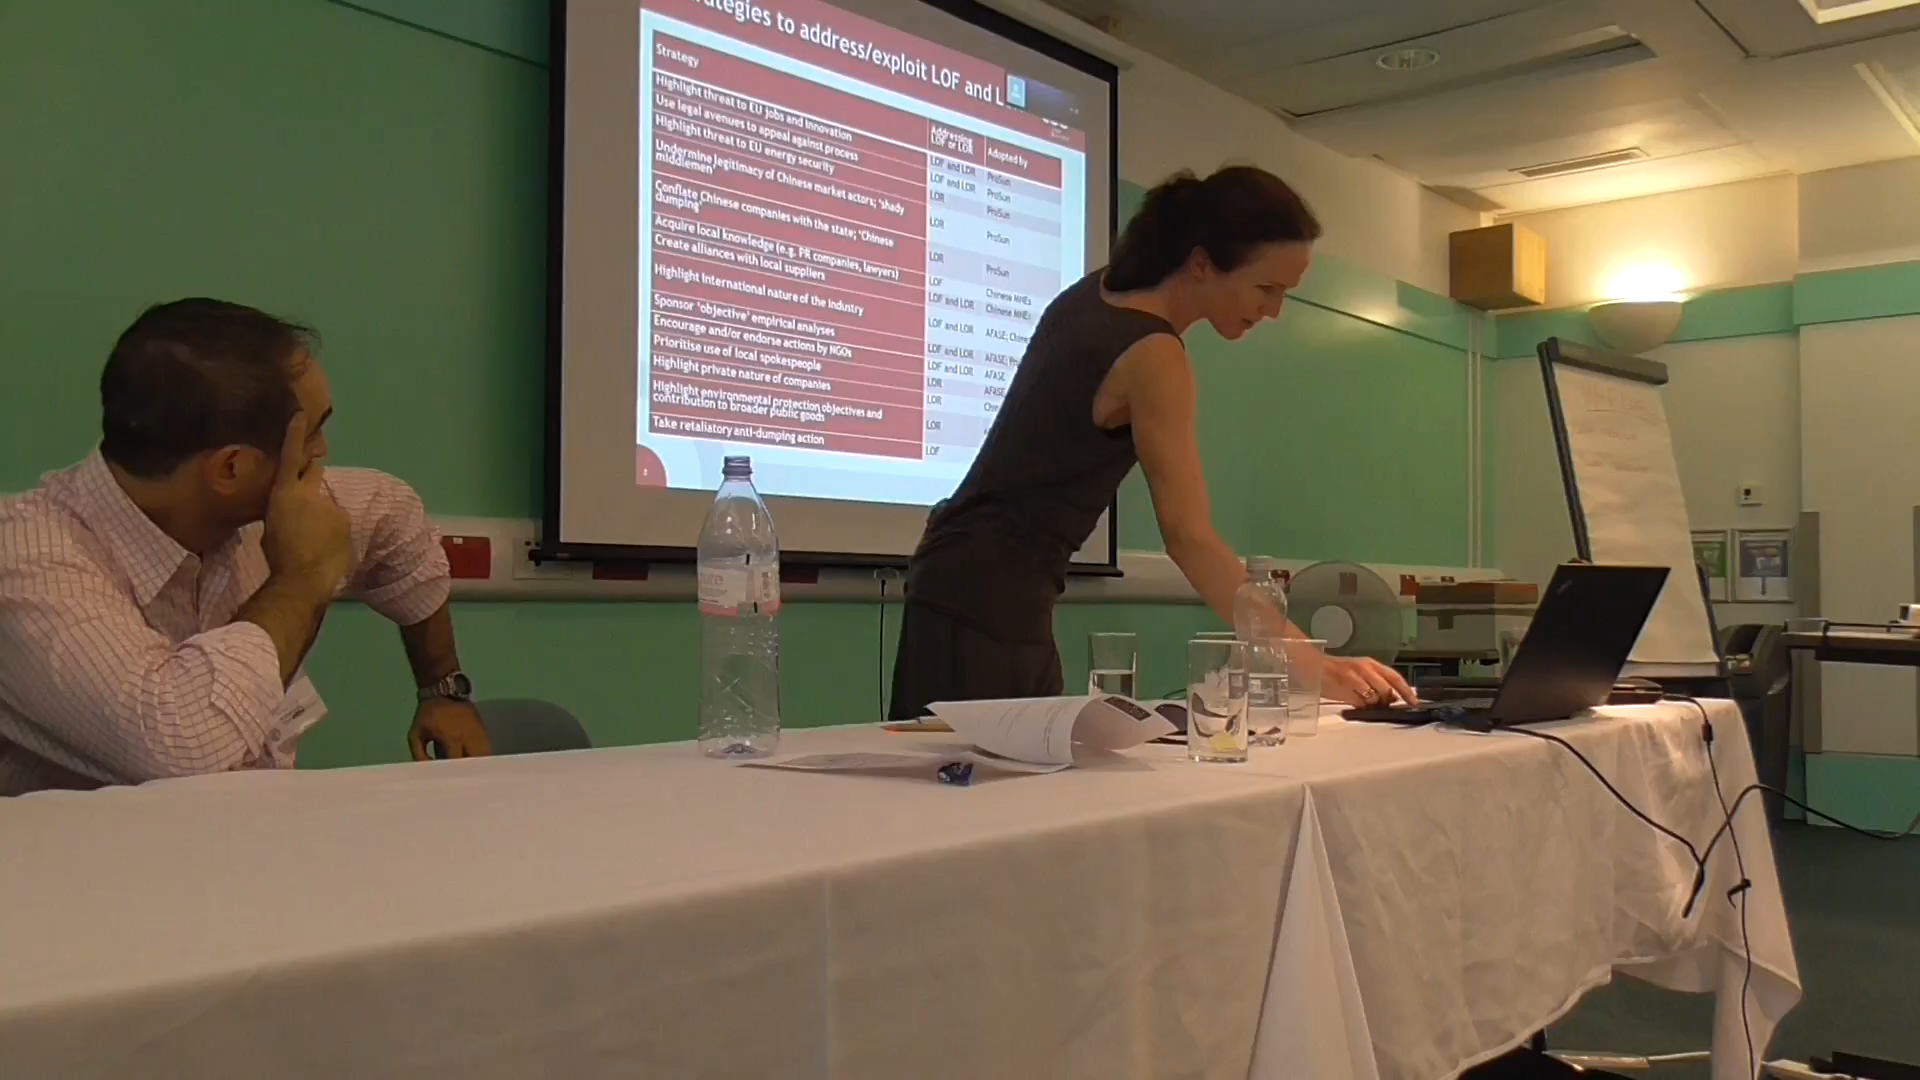 rategies to address/exploit LOF and L
Strategy
Addressing LOF or LOR
Adopted by
Highlight threat to EU jobs and innovation
LOF and LOR
ProSun
Use legal avenues to appeal against process
LOF and LOR
ProSun
Highlight threat to EU energy security
LOR
ProSun
Undermine legitimacy of Chinese market actors; 'shady
middlemen'
LOR
ProSun
Conflate Chinese companies with the state; 'Chinese
dumping'
LOR
ProSun
Acquire local knowledge (e.g. PR companies, lawyers)
LOF
Chinese MNEs
Create alliances with local suppliers
LOF and LOR
Chinese MNEs
Highlight international nature of the industry
LOF and LOR
AFASE; Chine
Sponsor 'objective' empirical analyses
LOF and LOR
AFASE; Pr
Encourage and/or endorse actions by NGOs
LOF and LOR
AFASE
Prioritise use of local spokespeople
LOR
AFASE
Highlight private nature of companies
LOR
Chi
Highlight environmental protection objectives and
contribution to broader public goods
LOR
Take retaliatory anti-dumping action
LOF